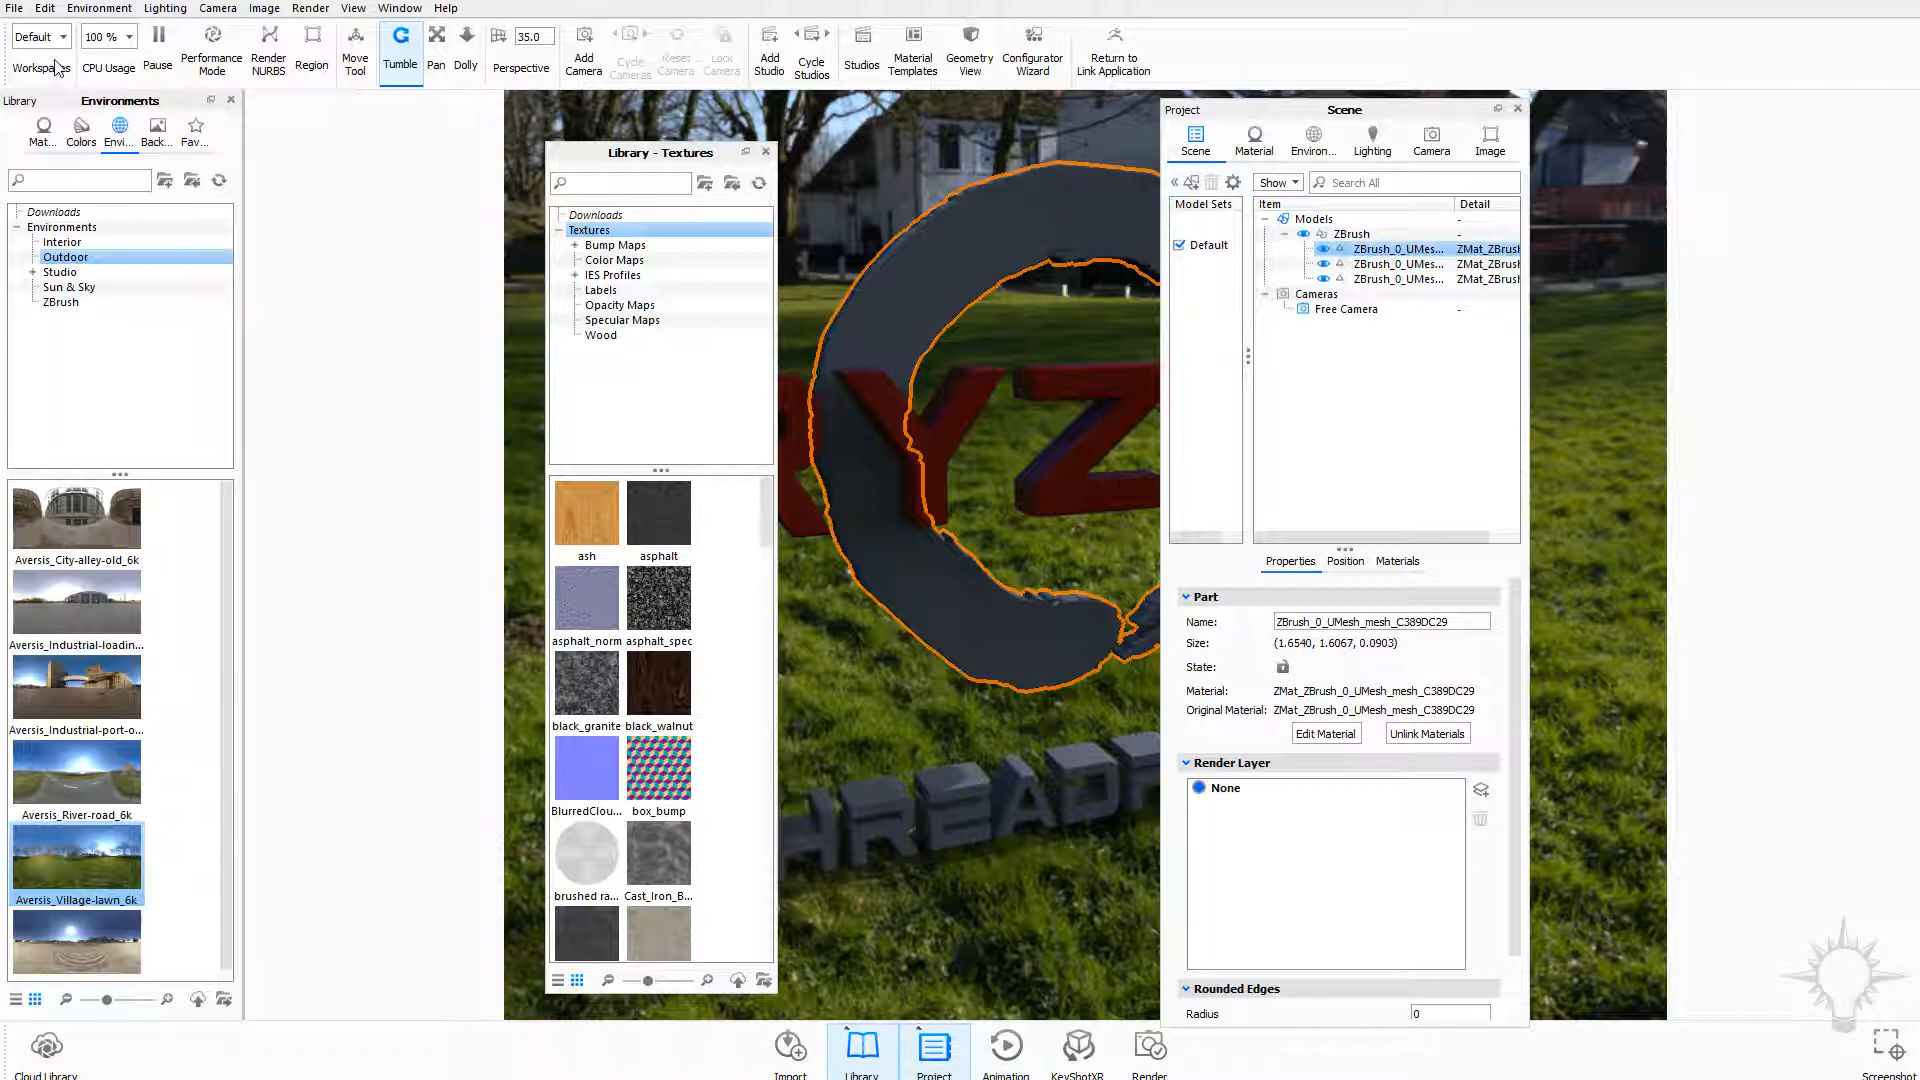 File Edit Environment Lighting Camera Image Render View Window Help
Default 100 % 35.0
Workspaces CPU Usage Pause Performance Mode Render NURBS Region Move Tool Tumble Pan Dolly Perspective Add Camera Cycle Cameras Reset Camera Lock Camera Add Studio Cycle Studios Studios Material Templates Geometry View Configurator Wizard Return to Link Application
Library Environments
Mat... Colors Envi... Back... Fav...
Downloads
Environments
Interior
Outdoor
Studio
Sun & Sky
ZBrush
Aversis_City-alley-old_6k
Aversis_Industrial-loadin...
Aversis_Industrial-port-o...
Aversis_River-road_6k
Aversis_Village-lawn_6k
Library - Textures
Downloads
Textures
Bump Maps
Color Maps
IES Profiles
Labels
Opacity Maps
Specular Maps
Wood
ash asphalt
asphalt_norm asphalt_spec
black_granite black_walnut
BlurredClou... box_bump
brushed ra... Cast_Iron_B...
RYZ
THREADR
Project Scene
Scene Material Environ... Lighting Camera Image
Show Search All
Model Sets Item Detail
Default
Models -
ZBrush -
ZBrush_0_UMes... ZMat_ZBrush
ZBrush_0_UMes... ZMat_ZBrush
ZBrush_0_UMes... ZMat_ZBrush
Cameras
Free Camera -
Properties Position Materials
Part
Name: ZBrush_0_UMesh_mesh_C389DC29
Size: (1.6540, 1.6067, 0.0903)
State:
Material: ZMat_ZBrush_0_UMesh_mesh_C389DC29
Original Material: ZMat_ZBrush_0_UMesh_mesh_C389DC29
Edit Material Unlink Materials
Render Layer
None
Rounded Edges
Radius 0
Cloud Library Import Library Project Animation KeyShotXR Render Screenshot